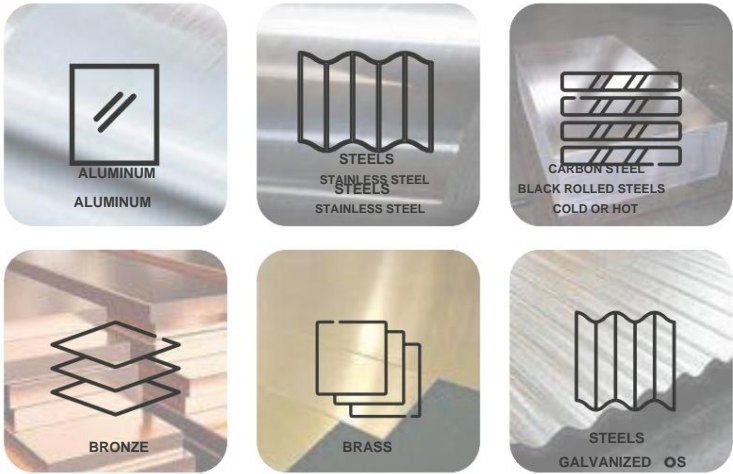 ALUMINUM
ALUMINUM
STEELS
STAINLESS STEEL
STEELS
STAINLESS STEEL
CARBON STEEL
BLACK ROLLED STEELS
COLD OR HOT
BRONZE
BRASS
STEELS
GALVANIZED OS